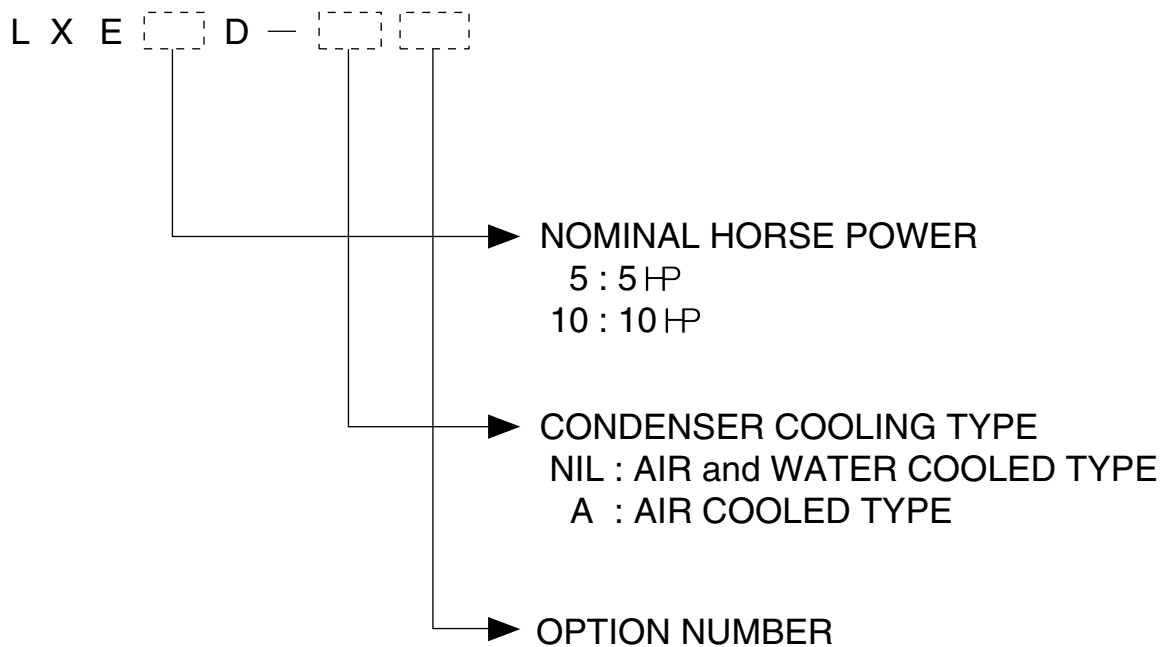 L X E D –
NOMINAL HORSE POWER
5 : 5 HP
10 : 10 HP
CONDENSER COOLING TYPE
NIL : AIR and WATER COOLED TYPE
A : AIR COOLED TYPE
OPTION NUMBER